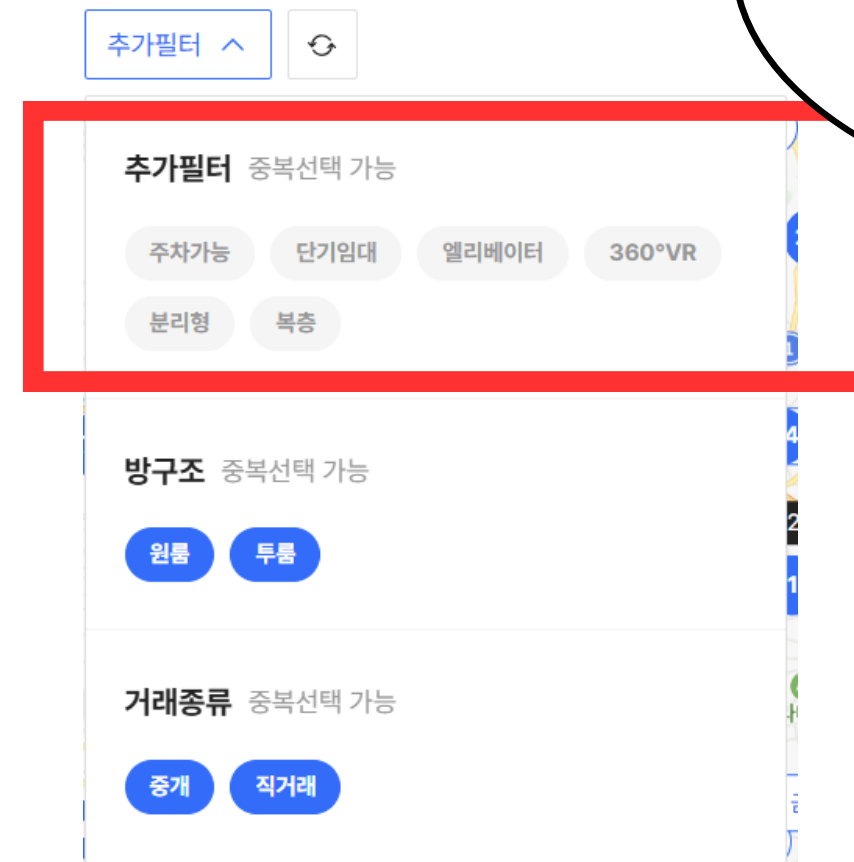 추가필터
추가필터 중복선택 가능
주차가능 단기임대 엘리베이터 360°VR
분리형 복층
방구조 중복선택 가능
원룸 투룸
거래종류 중복선택 가능
중개 직거래